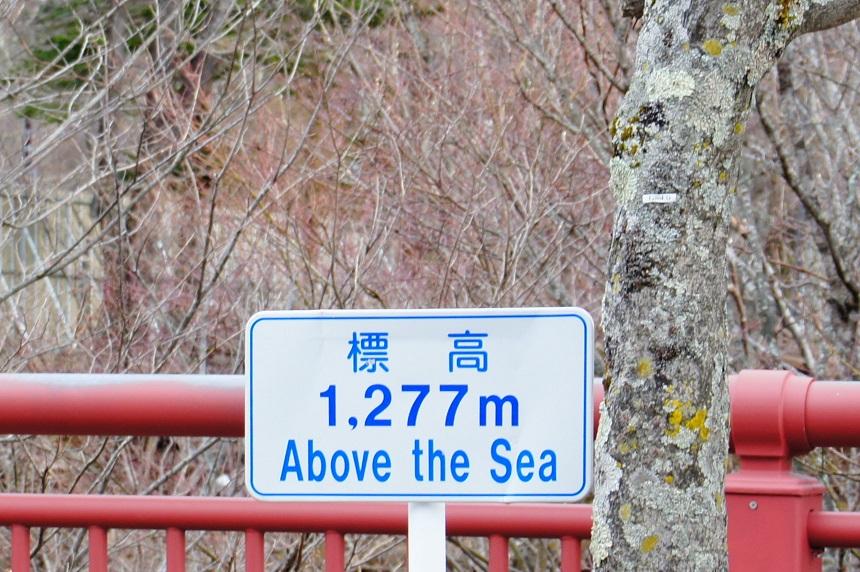 標 高
1,277m
Above the Sea